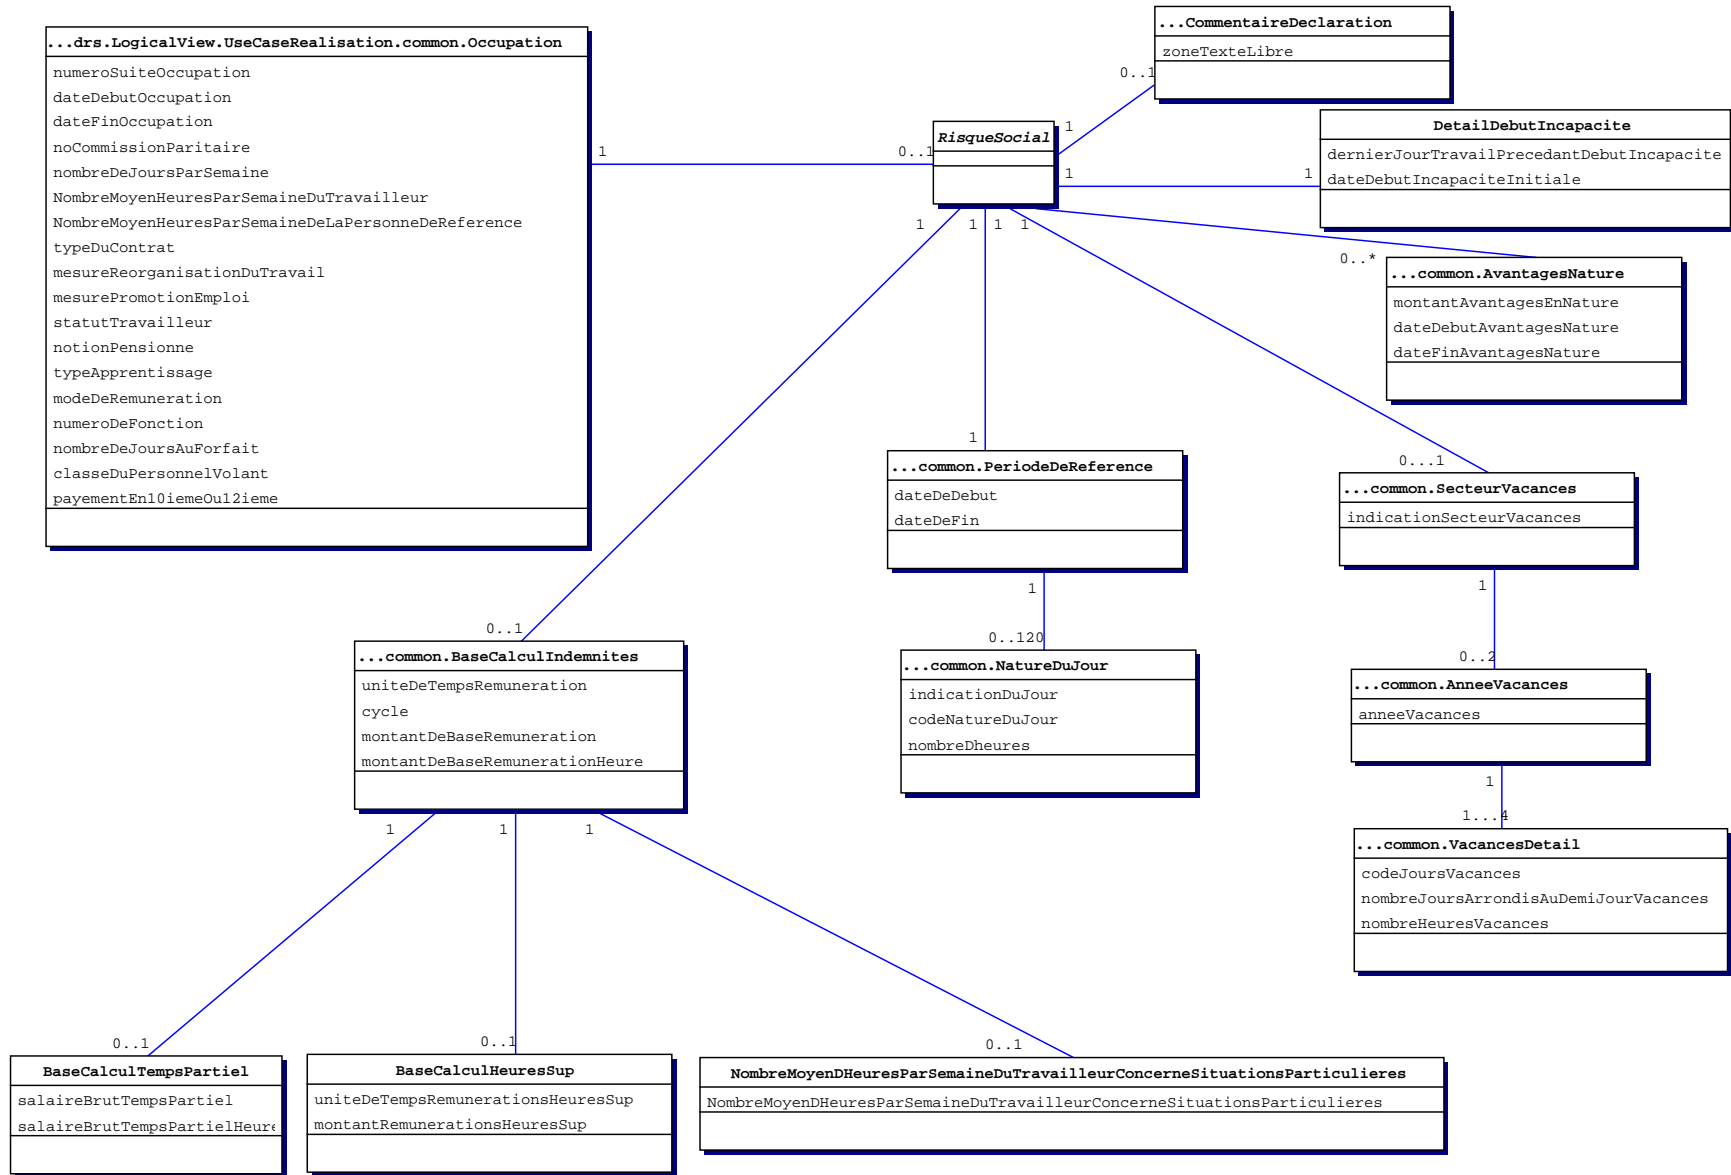 ...drs.LogicalView.UseCaseRealisation.common.Occupation
numeroSuiteOccupation
dateDebutOccupation
dateFinOccupation
noCommissionParitaire
nombreDeJoursParSemaine
NombreMoyenHeuresParSemaineDuTravailleur
NombreMoyenHeuresParSemaineDeLaPersonneDeReference
typeDuContrat
mesureReorganisationDuTravail
mesurePromotionEmploi
statutTravailleur
notionPensionne
typeApprentissage
modeDeRemuneration
numeroDeFonction
nombreDeJoursAuForfait
classeDuPersonnelVolant
payementEn10iemeOu12ieme
1
0..1
RisqueSocial
...CommentaireDeclaration
zoneTexteLibre
0..1
1
DetailDebutIncapacite
dernierJourTravailPrecedantDebutIncapacite
dateDebutIncapaciteInitiale
1
1
1
1
1
1
0..*
...common.AvantagesNature
montantAvantagesEnNature
dateDebutAvantagesNature
dateFinAvantagesNature
1
...common.PeriodeDeReference
dateDeDebut
dateDeFin
0...1
...common.SecteurVacances
indicationSecteurVacances
1
0..120
...common.NatureDuJour
indicationDuJour
codeNatureDuJour
nombreDheures
1
0..2
...common.AnneeVacances
anneeVacances
1
1...4
...common.VacancesDetail
codeJoursVacances
nombreJoursArrondisAuDemiJourVacances
nombreHeuresVacances
0..1
...common.BaseCalculIndemnites
uniteDeTempsRemuneration
cycle
montantDeBaseRemuneration
montantDeBaseRemunerationHeure
1
1
1
0..1
BaseCalculTempsPartiel
salaireBrutTempsPartiel
salaireBrutTempsPartielHeure
0..1
BaseCalculHeuresSup
uniteDeTempsRemunerationsHeuresSup
montantRemunerationsHeuresSup
0..1
NombreMoyenDHeuresParSemaineDuTravailleurConcerneSituationsParticulieres
NombreMoyenDHeuresParSemaineDuTravailleurConcerneSituationsParticulieres